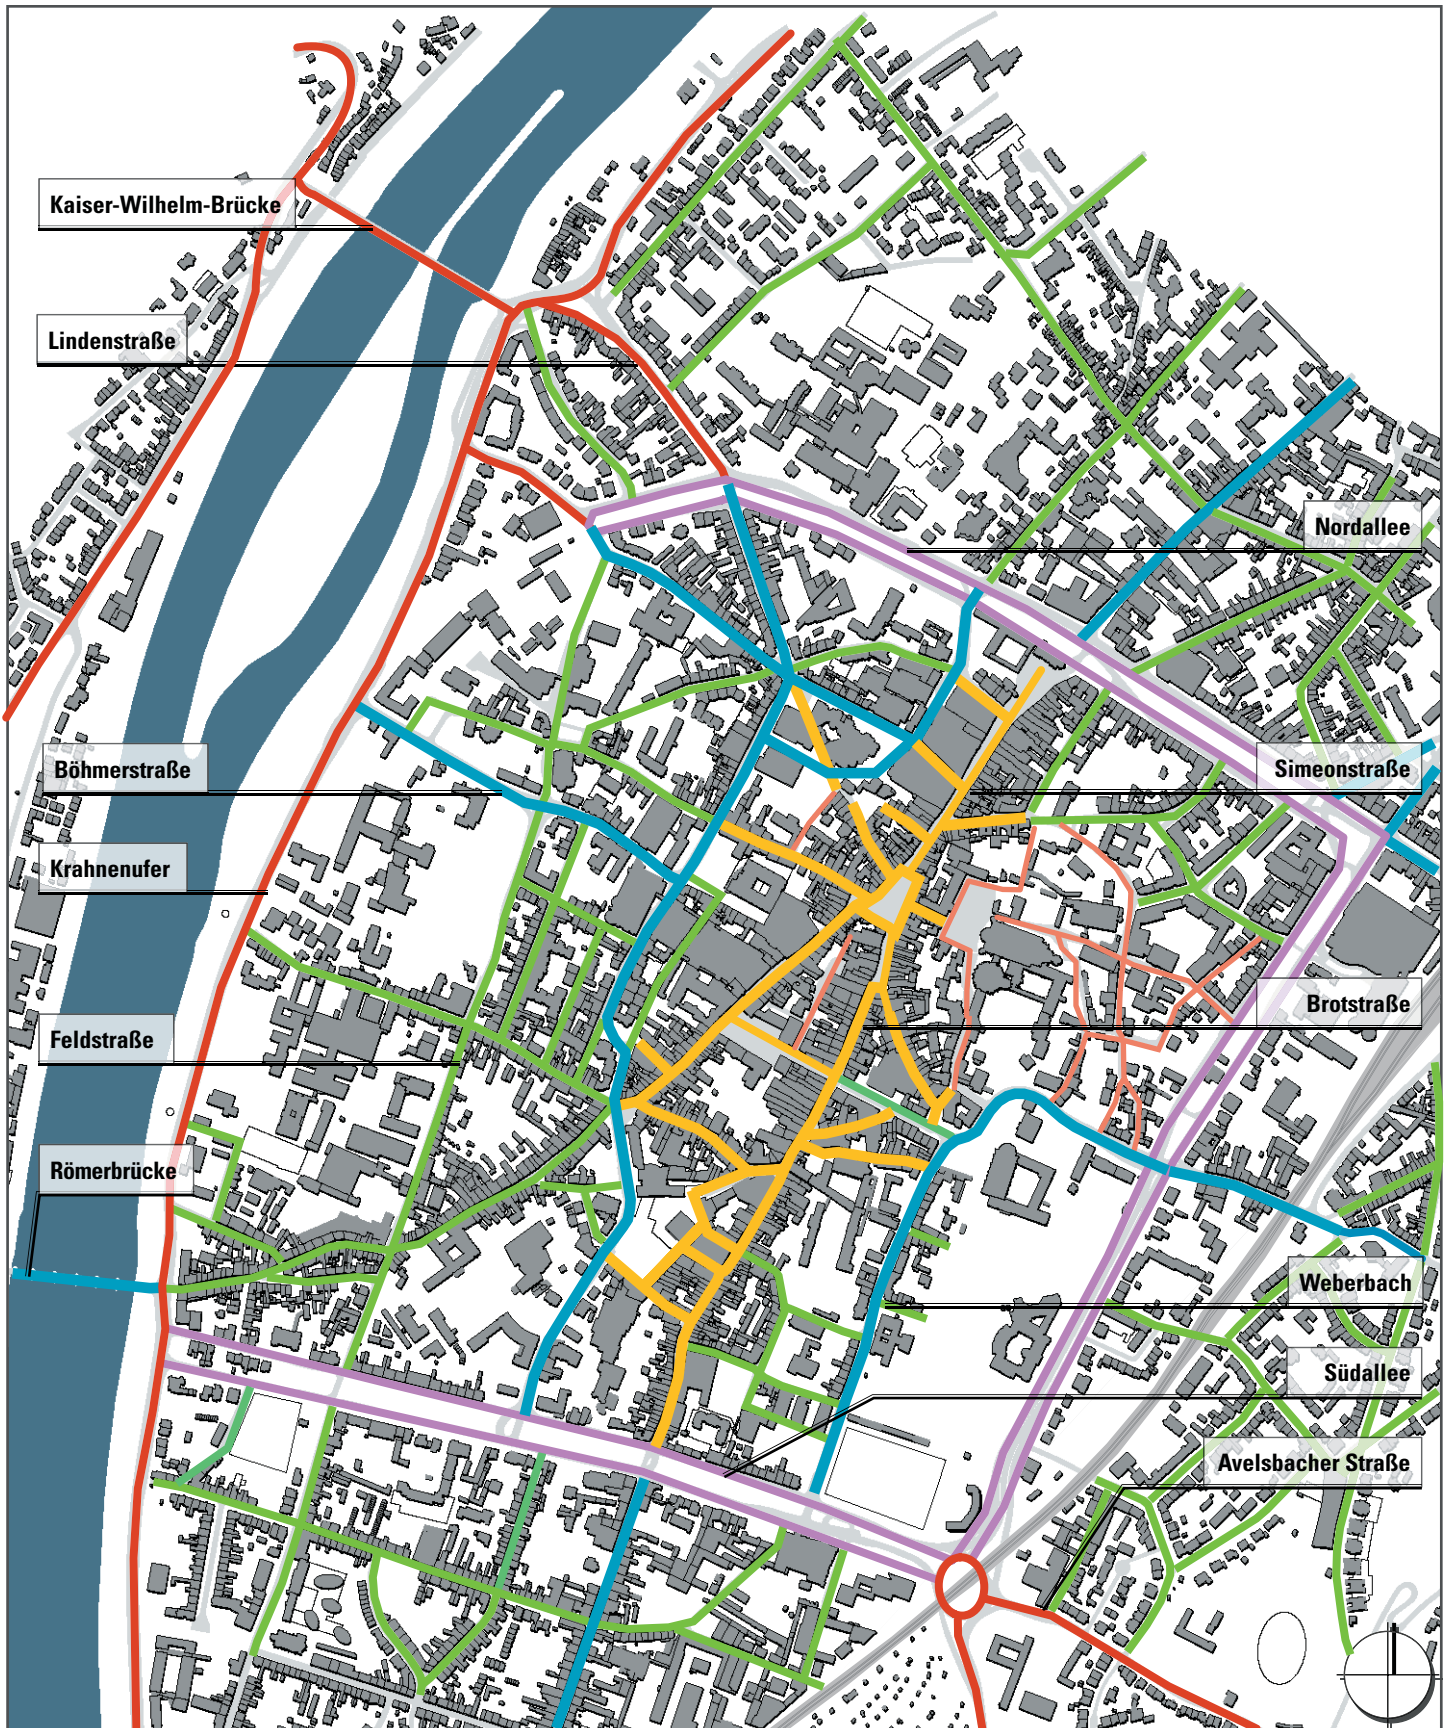 Kaiser-Wilhelm-Brücke
Lindenstraße
Nordallee
Böhmerstraße
Simeonstraße
Krahnenufer
Brotstraße
Feldstraße
Römerbrücke
Weberbach
Südallee
Avelsbacher Straße